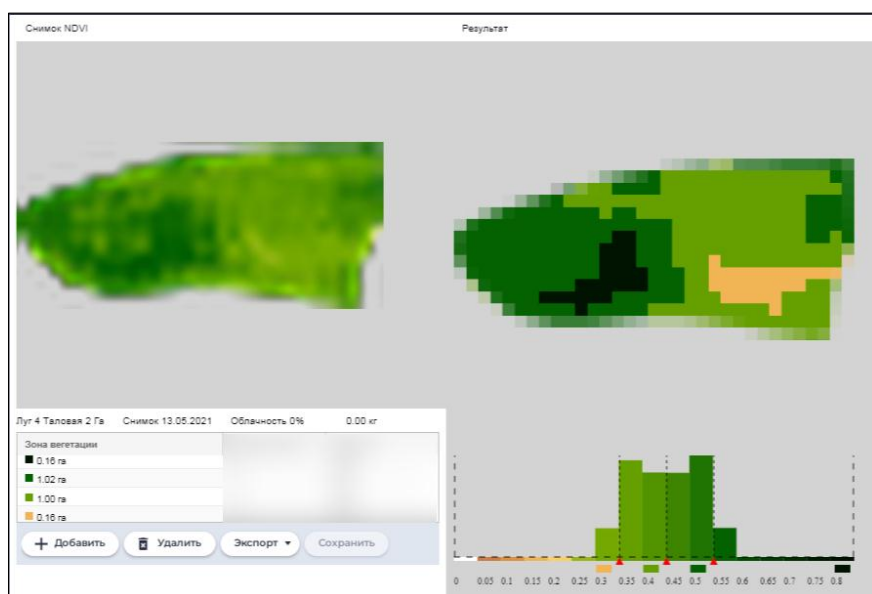 Снимок NDVI
Результат
Луг 4 Таловая 2 Га Снимок 13.05.2021 Облачность 0% 0.00 кг
Зона вегетации
0.16 га
1.02 га
1.00 га
0.16 га
+ Добавить Удалить Экспорт Сохранить
0 0.05 0.1 0.15 0.2 0.25 0.3 0.35 0.4 0.45 0.5 0.55 0.6 0.65 0.7 0.75 0.8